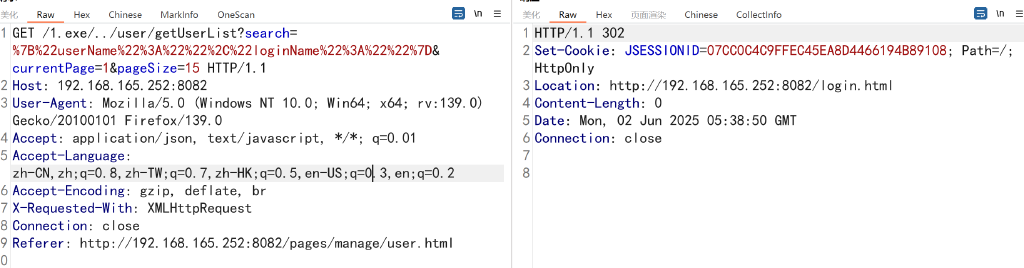 美化 Raw Hex Chinese MarkInfo OneScan \n
1 GET /1.exe/../user/getUserList?search=
%7B%22userName%22%3A%22%22%2C%22loginName%22%3A%22%22%7D&
currentPage=1&pageSize=15 HTTP/1.1
2 Host: 192.168.165.252:8082
3 User-Agent: Mozilla/5.0 (Windows NT 10.0; Win64; x64; rv:139.0)
Gecko/20100101 Firefox/139.0
4 Accept: application/json, text/javascript, */*; q=0.01
5 Accept-Language:
zh-CN,zh;q=0.8,zh-TW;q=0.7,zh-HK;q=0.5,en-US;q=0.3,en;q=0.2
6 Accept-Encoding: gzip, deflate, br
7 X-Requested-With: XMLHttpRequest
8 Connection: close
9 Referer: http://192.168.165.252:8082/pages/manage/user.html
0
美化 Raw Hex 页面渲染 Chinese CollectInfo \n
1 HTTP/1.1 302
2 Set-Cookie: JSESSIONID=07CC0C4C9FFEC45EA8D4466194B89108; Path=/;
HttpOnly
3 Location: http://192.168.165.252:8082/login.html
4 Content-Length: 0
5 Date: Mon, 02 Jun 2025 05:38:50 GMT
6 Connection: close
7
8